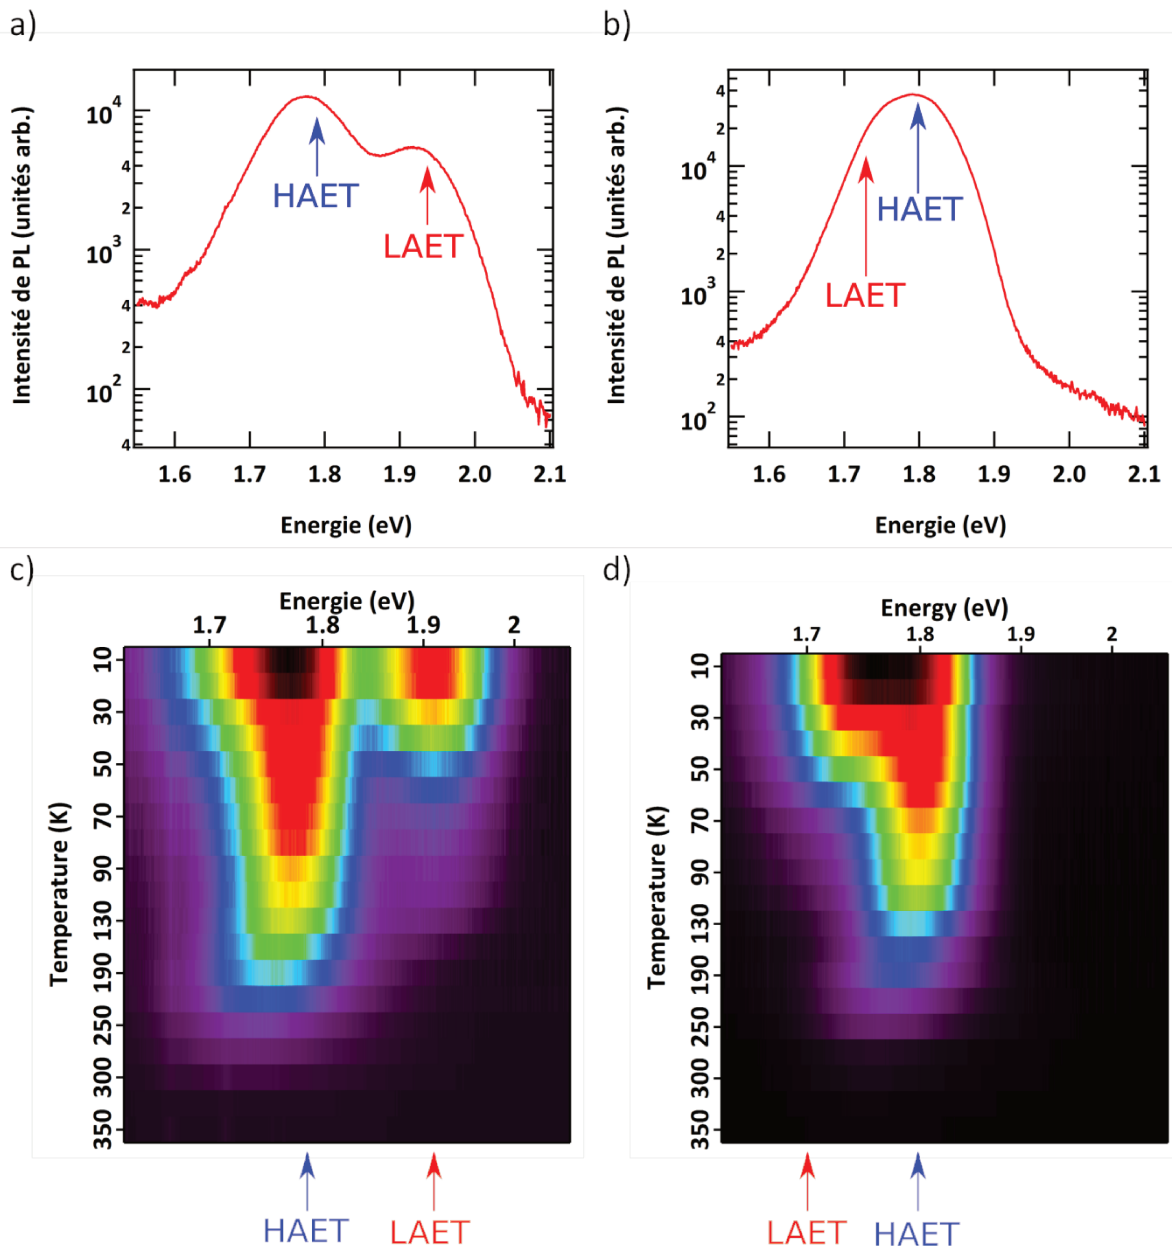 a)
b)
Intensité de PL (unités arb.)
10^4
4
2
10^3
4
2
10^2
4
HAET
LAET
1.6 1.7 1.8 1.9 2.0 2.1
Energie (eV)
Intensité de PL (unités arb.)
4
2
10^4
4
2
10^3
4
2
10^2
HAET
LAET
1.6 1.7 1.8 1.9 2.0 2.1
Energie (eV)
c)
d)
Energie (eV)
1.7 1.8 1.9 2
Temperature (K)
10
30
50
70
90
130
190
250
300
350
HAET LAET
Energy (eV)
1.7 1.8 1.9 2
Temperature (K)
10
30
50
70
90
130
190
250
300
350
LAET HAET